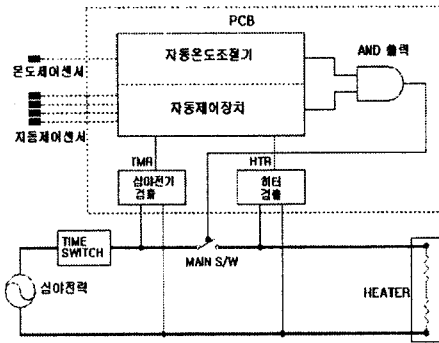 PCB
자동온도조절기
AND 출력
온도제어센서
자동제어장치
자동제어센서
TMR
HTR
심야전기
검출
히터
검출
TIME
SWITCH
MAIN S/W
심야전력
HEATER